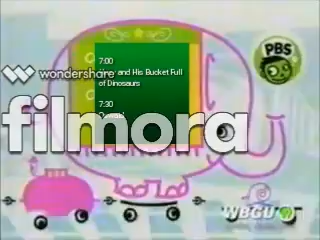 PBS
7:00
and His Bucket Full
of Dinosaurs
7:30
wondershare
filmora
WBGU